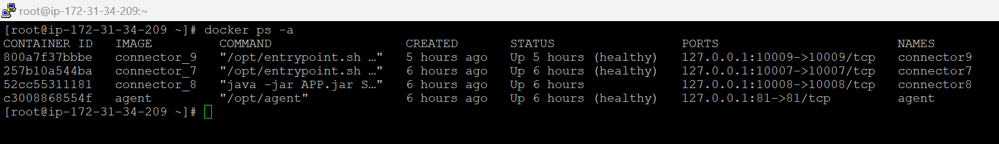 root@ip-172-31-34-209:~
[root@ip-172-31-34-209 ~]# docker ps -a
CONTAINER ID   IMAGE         COMMAND                  CREATED       STATUS                 PORTS                        NAMES
800a7f37bbbe   connector_9   "/opt/entrypoint.sh …"   5 hours ago   Up 5 hours (healthy)   127.0.0.1:10009->10009/tcp   connector9
257b10a544ba   connector_7   "/opt/entrypoint.sh …"   6 hours ago   Up 6 hours (healthy)   127.0.0.1:10007->10007/tcp   connector7
52cc55311181   connector_8   "java -jar APP.jar S…"   6 hours ago   Up 6 hours             127.0.0.1:10008->10008/tcp   connector8
c3008868554f   agent         "/opt/agent"             6 hours ago   Up 6 hours (healthy)   127.0.0.1:81->81/tcp         agent
[root@ip-172-31-34-209 ~]#